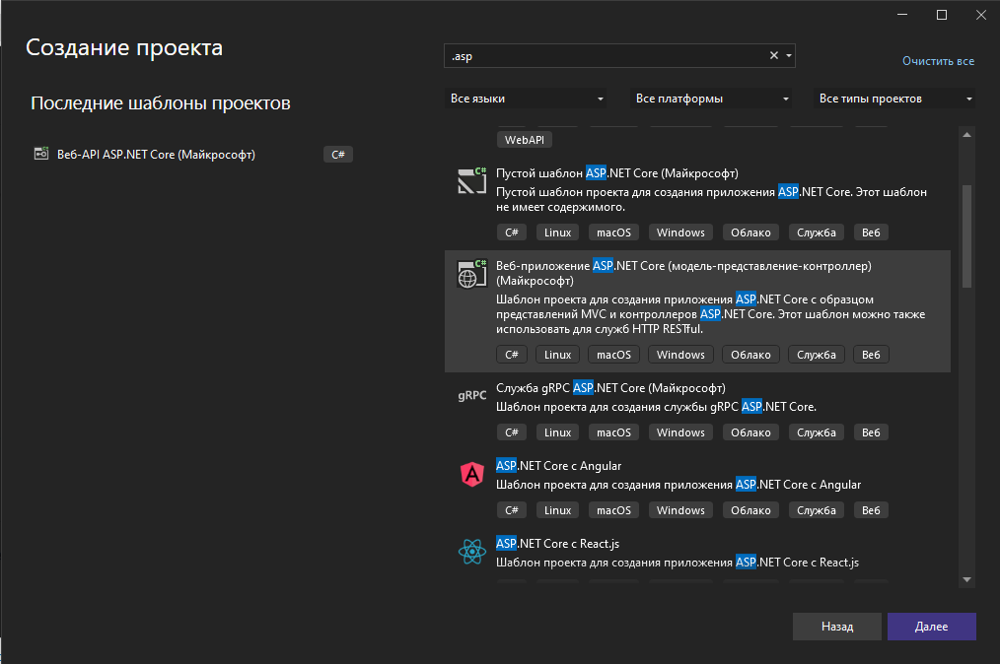 Создание проекта
.asp
Очистить все
Последние шаблоны проектов
Все языки
Все платформы
Все типы проектов
Веб-API ASP.NET Core (Майкрософт)
C#
WebAPI
C#
Пустой шаблон ASP.NET Core (Майкрософт)
Пустой шаблон проекта для создания приложения ASP.NET Core. Этот шаблон
не имеет содержимого.
C# Linux macOS Windows Облако Служба Веб
C#
Веб-приложение ASP.NET Core (модель-представление-контроллер)
(Майкрософт)
Шаблон проекта для создания приложения ASP.NET Core с образцом
представлений MVC и контроллеров ASP.NET Core. Этот шаблон можно также
использовать для служб HTTP RESTful.
C# Linux macOS Windows Облако Служба Веб
gRPC
Служба gRPC ASP.NET Core (Майкрософт)
Шаблон проекта для создания службы gRPC ASP.NET Core.
C# Linux macOS Windows Облако Служба Веб
ASP.NET Core с Angular
Шаблон проекта для создания приложения ASP.NET Core с Angular
C# Linux macOS Windows Облако Служба Веб
ASP.NET Core с React.js
Шаблон проекта для создания приложения ASP.NET Core с React.js
Назад
Далее